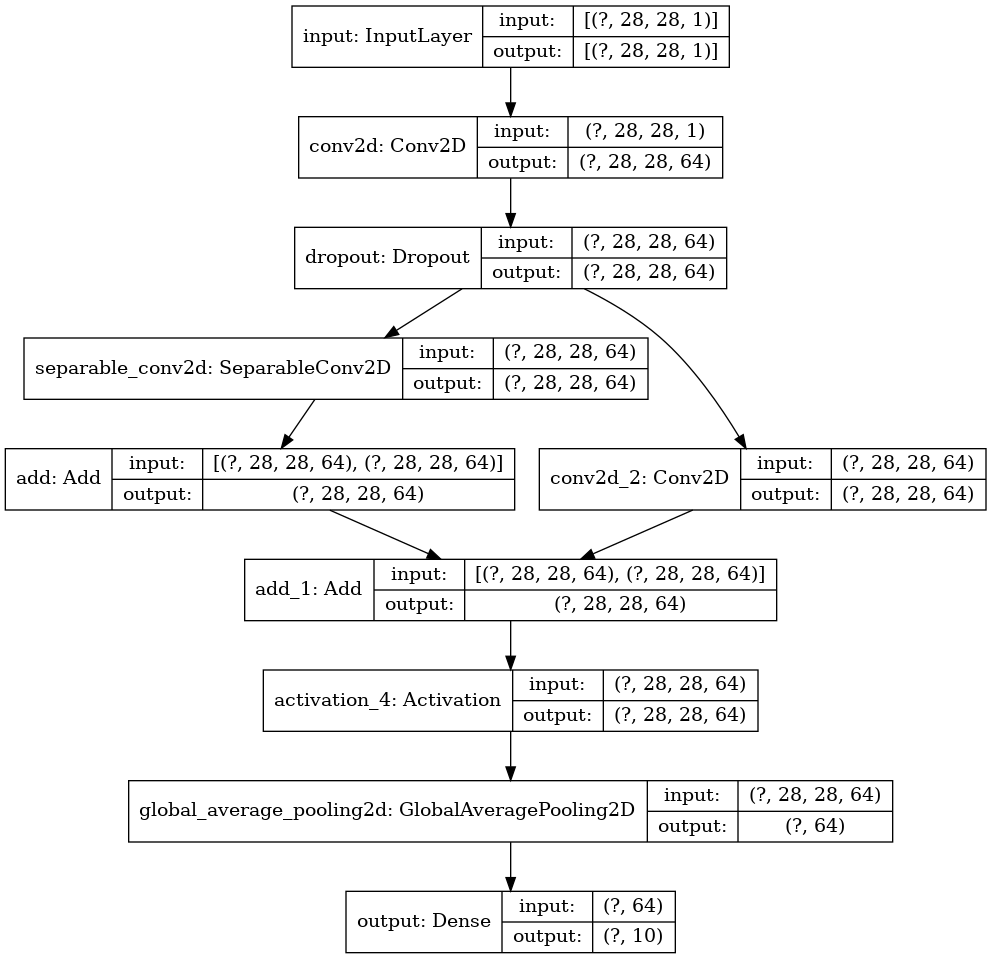 input: InputLayer
input:
[(?, 28, 28, 1)]
output:
[(?, 28, 28, 1)]
conv2d: Conv2D
input:
(?, 28, 28, 1)
output:
(?, 28, 28, 64)
dropout: Dropout
input:
(?, 28, 28, 64)
output:
(?, 28, 28, 64)
separable_conv2d: SeparableConv2D
input:
(?, 28, 28, 64)
output:
(?, 28, 28, 64)
add: Add
input:
[(?, 28, 28, 64), (?, 28, 28, 64)]
output:
(?, 28, 28, 64)
conv2d_2: Conv2D
input:
(?, 28, 28, 64)
output:
(?, 28, 28, 64)
add_1: Add
input:
[(?, 28, 28, 64), (?, 28, 28, 64)]
output:
(?, 28, 28, 64)
activation_4: Activation
input:
(?, 28, 28, 64)
output:
(?, 28, 28, 64)
global_average_pooling2d: GlobalAveragePooling2D
input:
(?, 28, 28, 64)
output:
(?, 64)
output: Dense
input:
(?, 64)
output:
(?, 10)